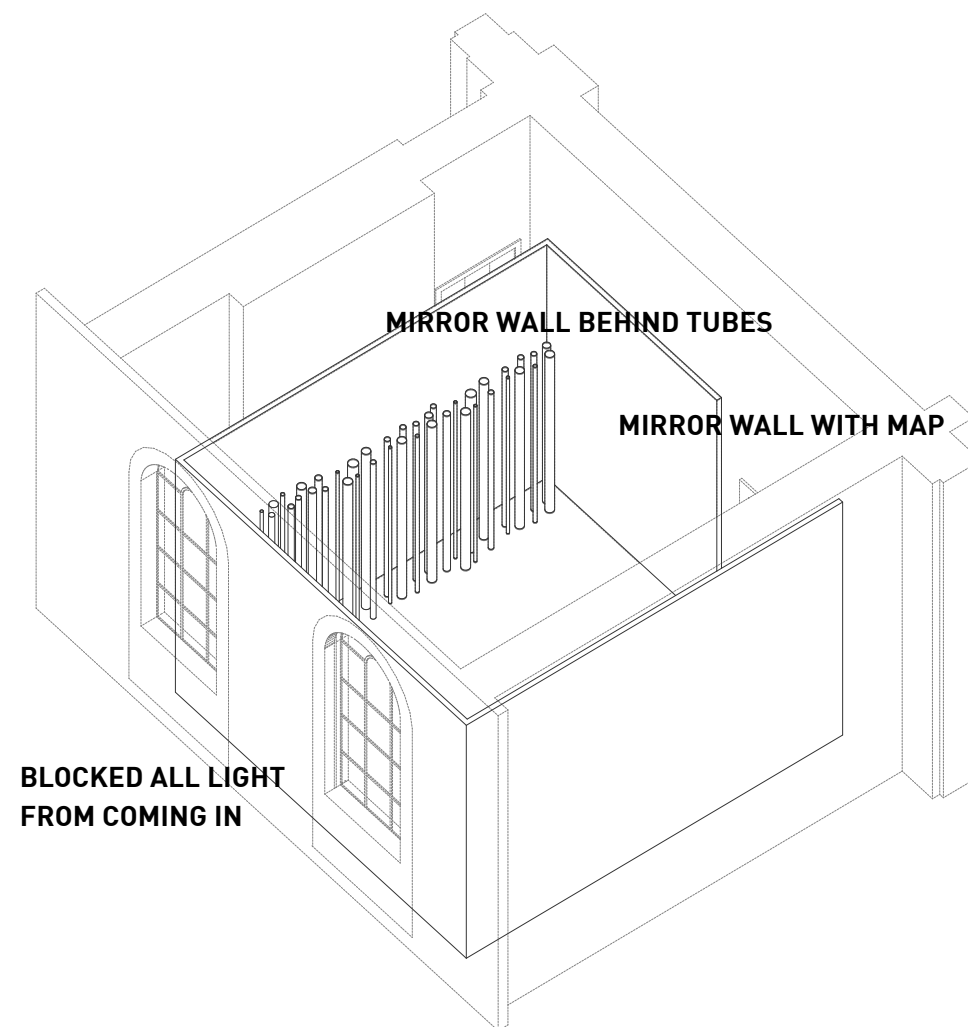 MIRROR WALL BEHIND TUBES
MIRROR WALL WITH MAP
BLOCKED ALL LIGHT
FROM COMING IN